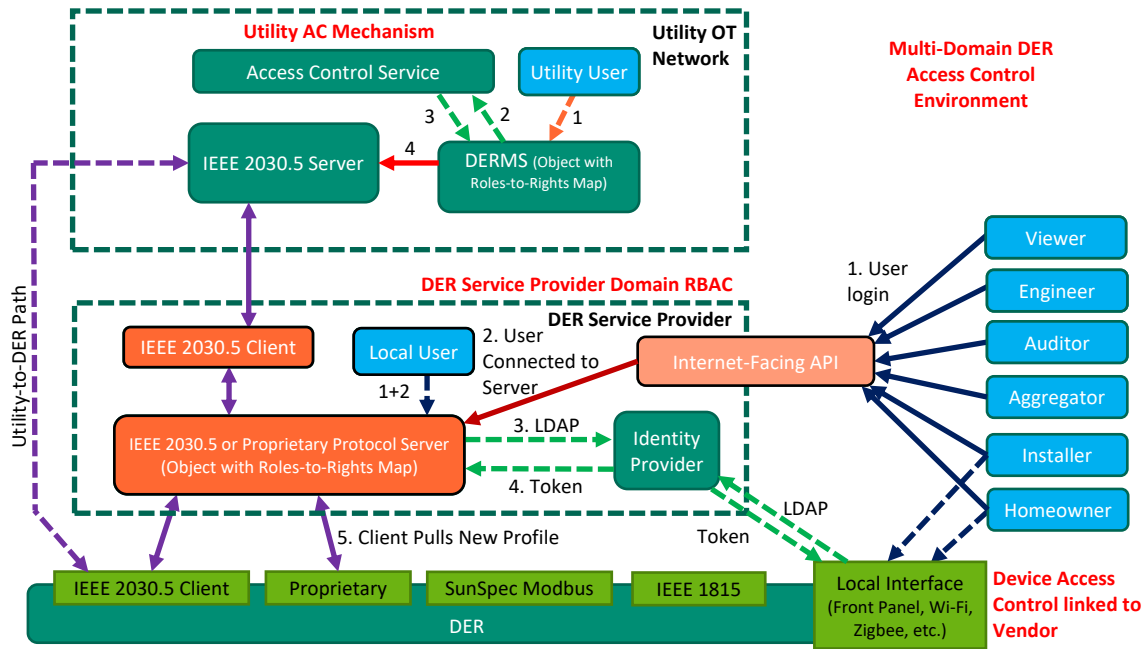 Utility AC Mechanism
Utility OT
Network
Multi-Domain DER
Access Control
Environment
Access Control Service
Utility User
3
2
1
IEEE 2030.5 Server
4
DERMS (Object with
Roles-to-Rights Map)
Utility-to-DER Path
DER Service Provider Domain RBAC
DER Service Provider
1. User
login
Viewer
Engineer
Auditor
Aggregator
Installer
Homeowner
IEEE 2030.5 Client
Local User
2. User
Connected to
Server
Internet-Facing API
1+2
IEEE 2030.5 or Proprietary Protocol Server
(Object with Roles-to-Rights Map)
3. LDAP
4. Token
Identity
Provider
LDAP
Token
5. Client Pulls New Profile
IEEE 2030.5 Client
Proprietary
SunSpec Modbus
IEEE 1815
DER
Local Interface
(Front Panel, Wi-Fi,
Zigbee, etc.)
Device Access
Control linked to
Vendor